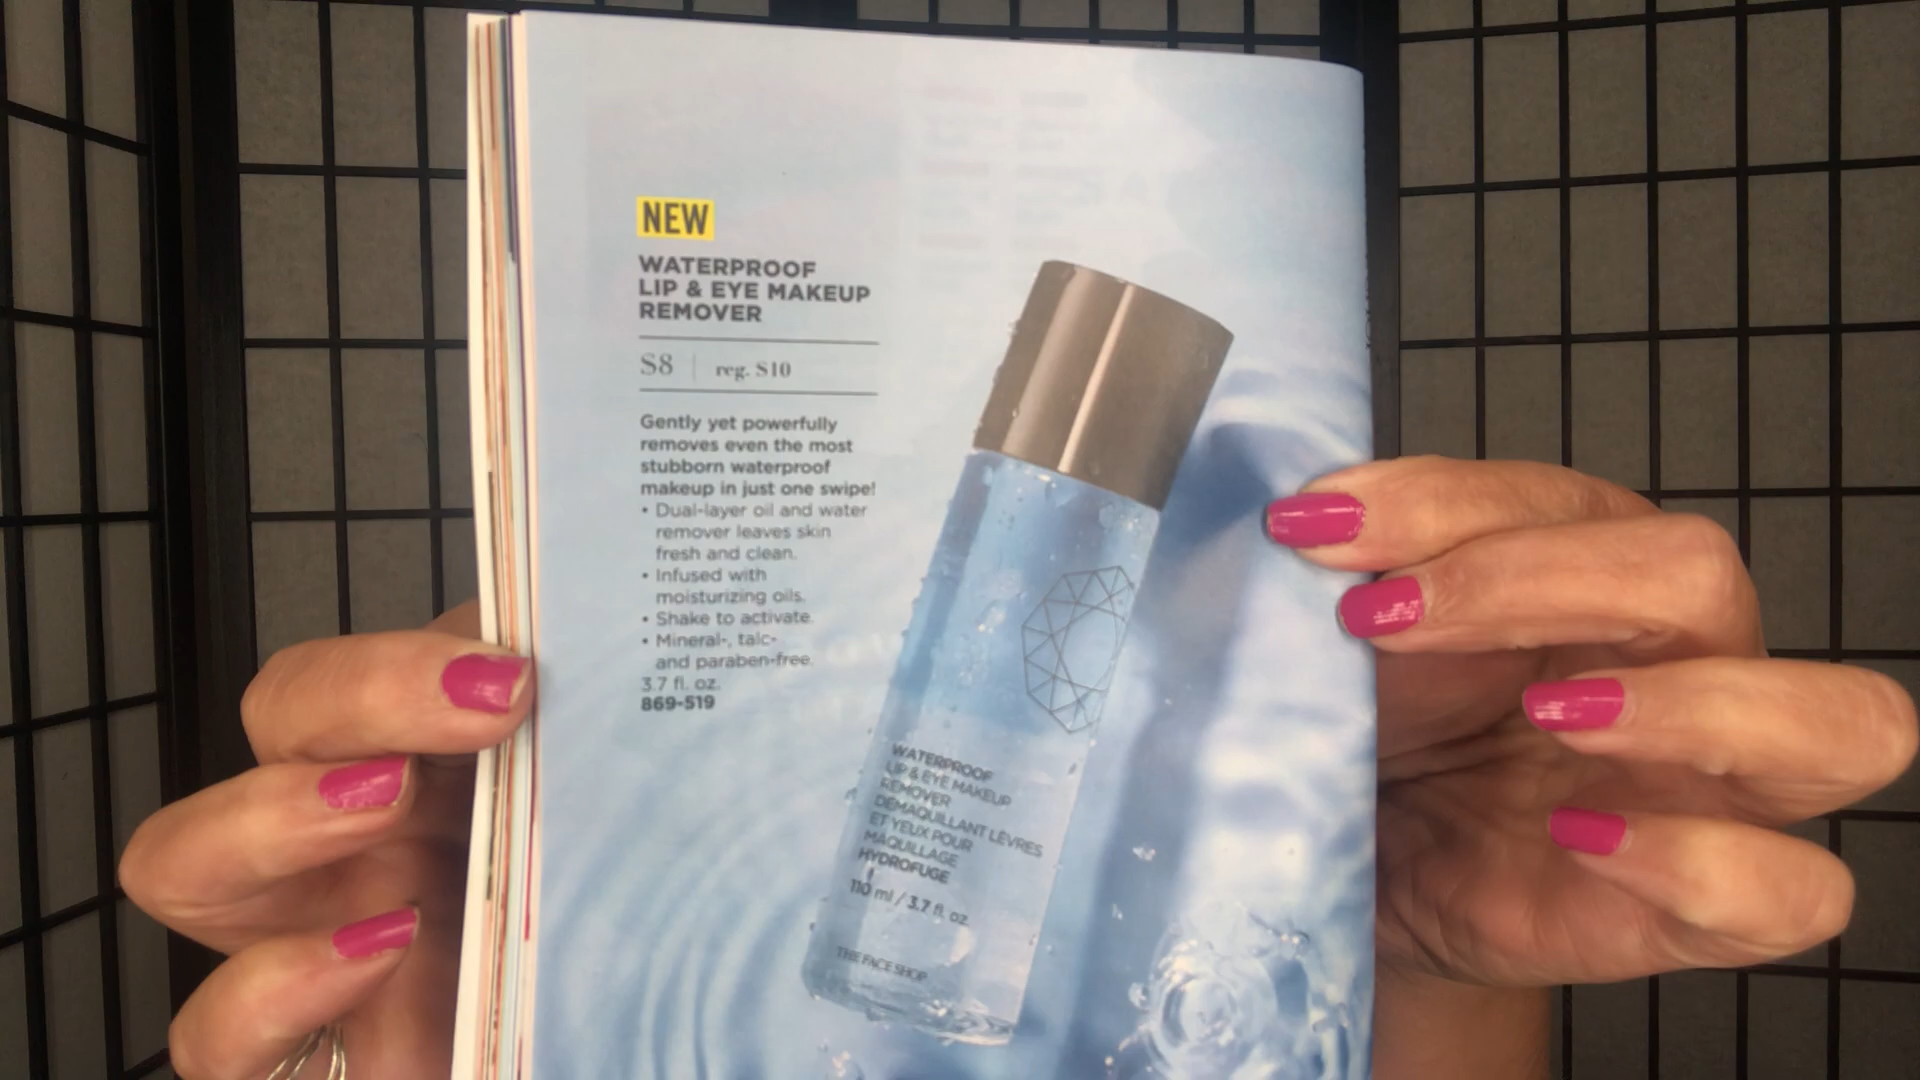 NEW
WATERPROOF
LIP & EYE MAKEUP
REMOVER
$8 | reg. $10
Gently yet powerfully
removes even the most
stubborn waterproof
makeup in just one swipe!
• Dual-layer oil and water
remover leaves skin
fresh and clean.
• Infused with
moisturizing oils.
• Shake to activate.
• Mineral-, talc-
and paraben-free.
3.7 fl. oz.
869-519
WATERPROOF
LIP & EYE MAKEUP
REMOVER
DÉMAQUILLANT LÈVRES
ET YEUX POUR
MAQUILLAGE
HYDROFUGE
110 ml / 3.7 fl. oz.
THE FACE SHOP